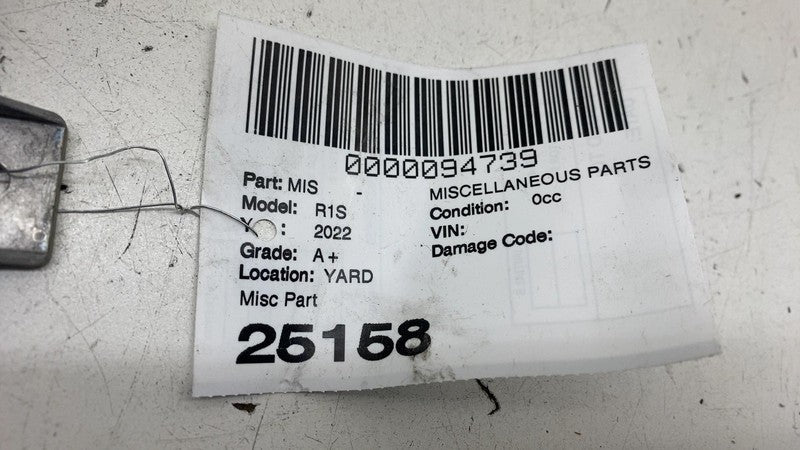 0000094739
Part: MIS - MISCELLANEOUS PARTS
Model: R1S Condition: 0cc
Y : 2022 VIN:
Grade: A+ Damage Code:
Location: YARD
Misc Part
25158